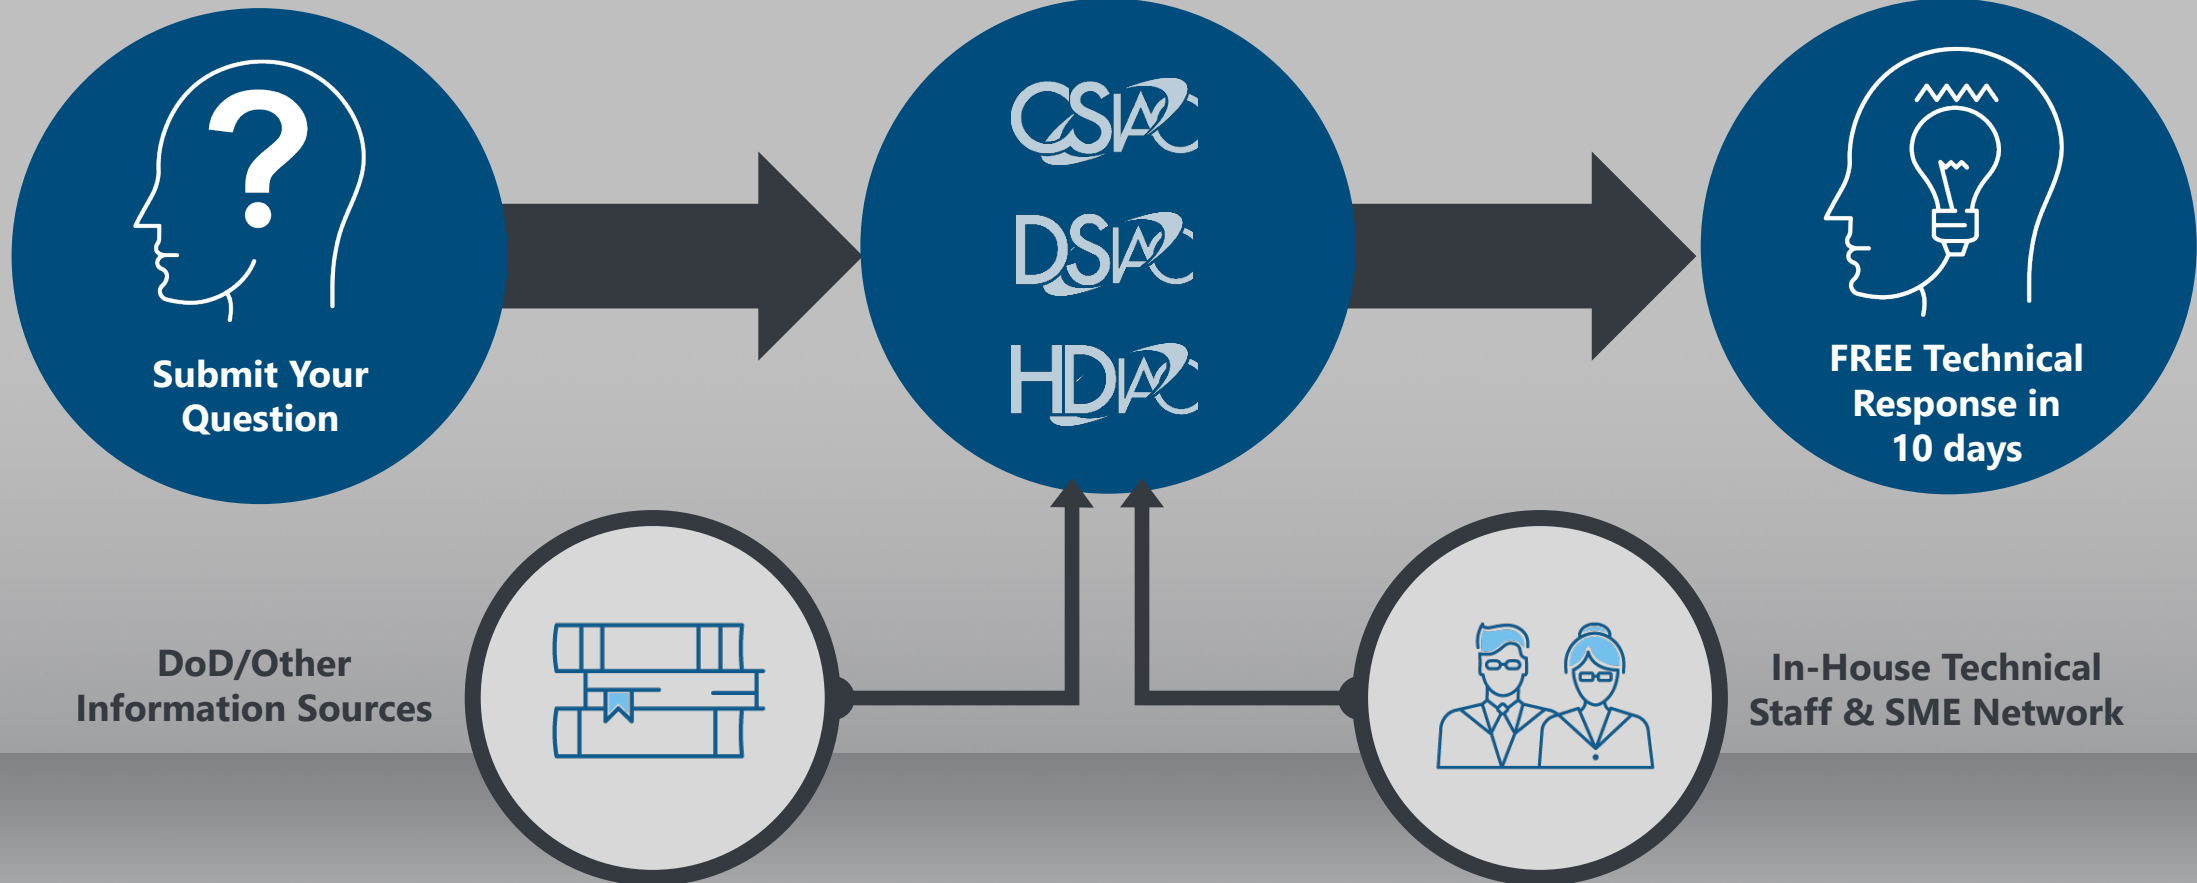 ?
Submit Your
Question
CSIAC
DSIAC
HDIAC
FREE Technical
Response in
10 days
DoD/Other
Information Sources
In-House Technical
Staff & SME Network